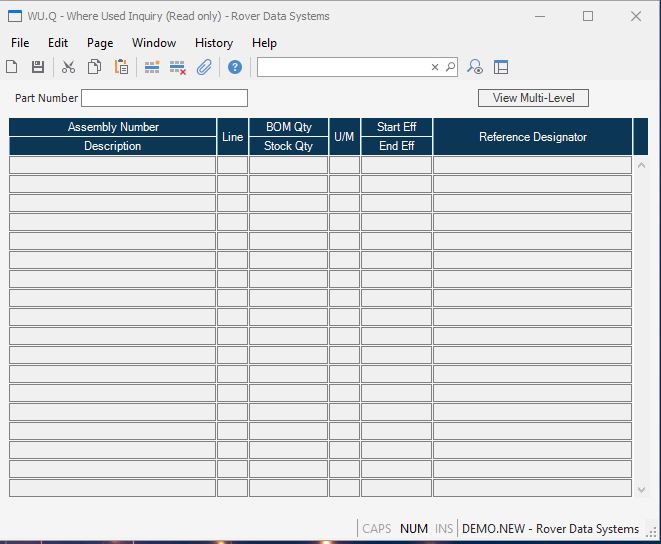 WU.Q - Where Used Inquiry (Read only) - Rover Data Systems
File Edit Page Window History Help
Part Number View Multi-Level
Assembly Number Line BOM Qty U/M Start Eff Reference Designator
Description Stock Qty End Eff
CAPS NUM INS DEMO.NEW - Rover Data Systems